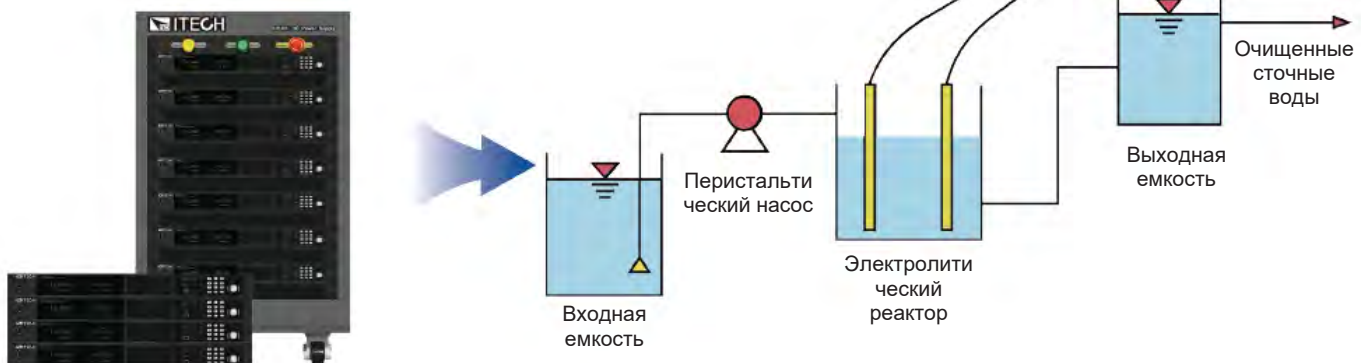 ITECH
Очищенные
сточные
воды
Выходная
емкость
Перистальти
ческий насос
Электролити
ческий
реактор
Входная
емкость